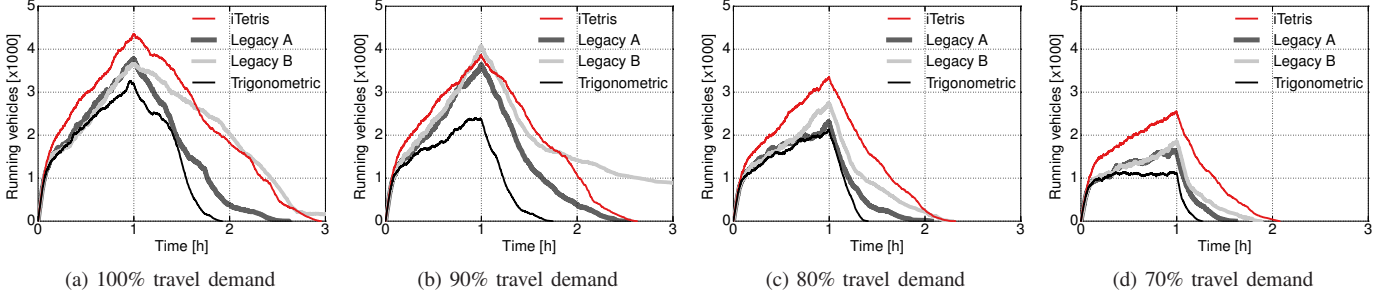 Running vehicles [x1000]
5
4
3
2
1
0
0 1 2 3
Time [h]
iTetris
Legacy A
Legacy B
Trigonometric
(a) 100% travel demand
Running vehicles [x1000]
5
4
3
2
1
0
0 1 2 3
Time [h]
iTetris
Legacy A
Legacy B
Trigonometric
(b) 90% travel demand
Running vehicles [x1000]
5
4
3
2
1
0
0 1 2 3
Time [h]
iTetris
Legacy A
Legacy B
Trigonometric
(c) 80% travel demand
Running vehicles [x1000]
5
4
3
2
1
0
0 1 2 3
Time [h]
iTetris
Legacy A
Legacy B
Trigonometric
(d) 70% travel demand